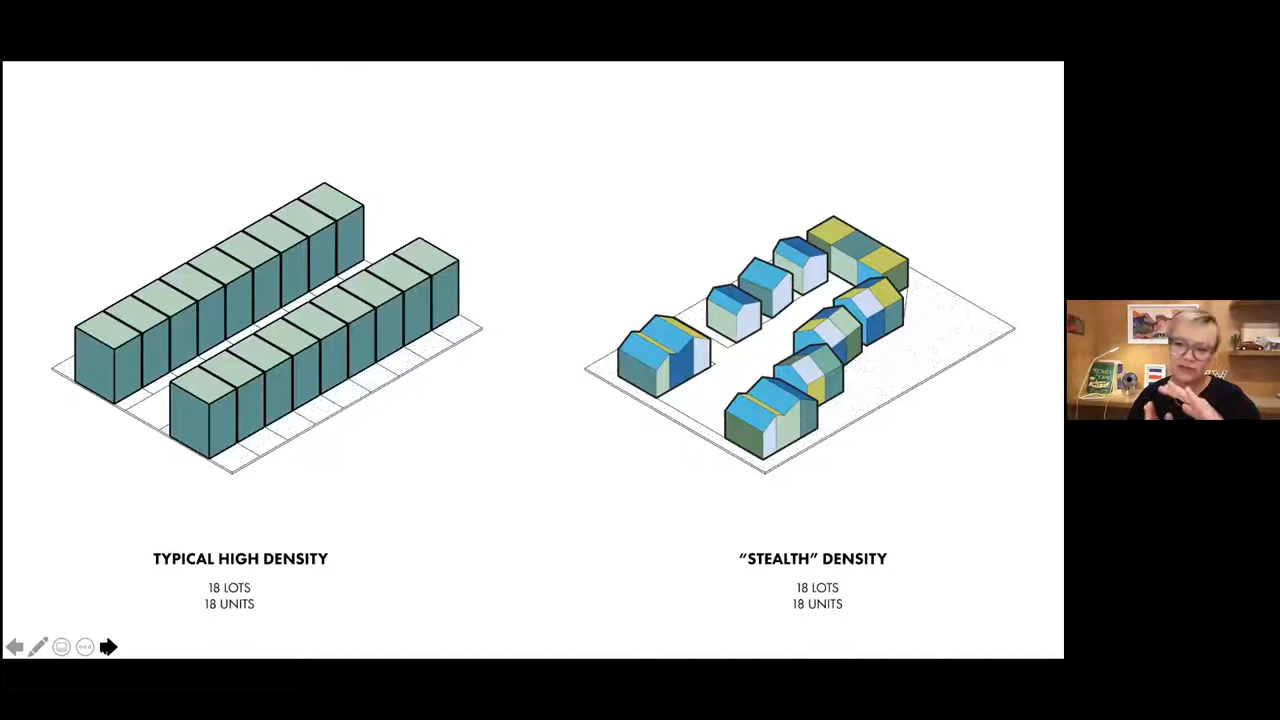 TYPICAL HIGH DENSITY
18 LOTS
18 UNITS
“STEALTH” DENSITY
18 LOTS
18 UNITS